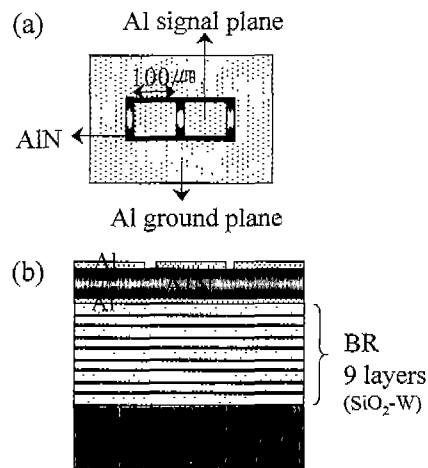 (a)
Al signal plane
100㎛
AlN
Al ground plane
(b)
Al
AlN
Al
BR
9 layers
(SiO₂-W)